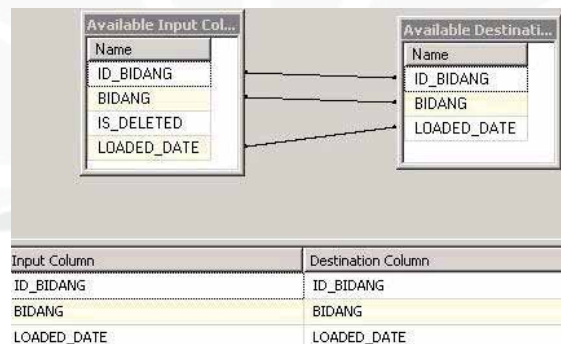 Available Input Col...
Name
ID_BIDANG
BIDANG
IS_DELETED
LOADED_DATE
Available Destinati...
Name
ID_BIDANG
BIDANG
LOADED_DATE
Input Column Destination Column
ID_BIDANG ID_BIDANG
BIDANG BIDANG
LOADED_DATE LOADED_DATE